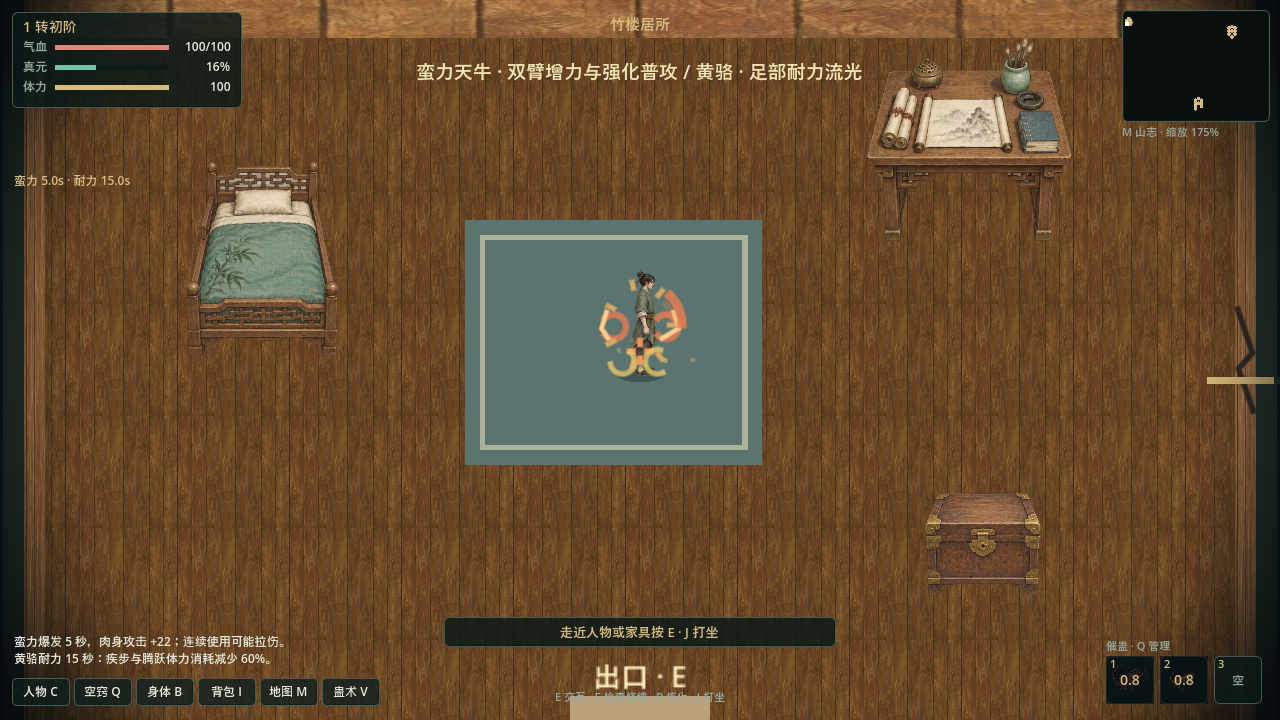 1 转初阶
气血 100/100
真元 16%
体力 100
竹楼居所
蛮力天牛 · 双臂增力与强化普攻 / 黄骆 · 足部耐力流光
M 山志 · 缩放 175%
蛮力 5.0s · 耐力 15.0s
走近人物或家具按 E · J 打坐
出口 · E
蛮力爆发 5 秒，肉身攻击 +22；连续使用可能拉伤。
黄骆耐力 15 秒：疾步与腾跃体力消耗减少 60%。
人物 C
空窍 Q
身体 B
背包 I
地图 M
蛊术 V
催蛊 · Q 管理
1 0.8
2 0.8
3 空